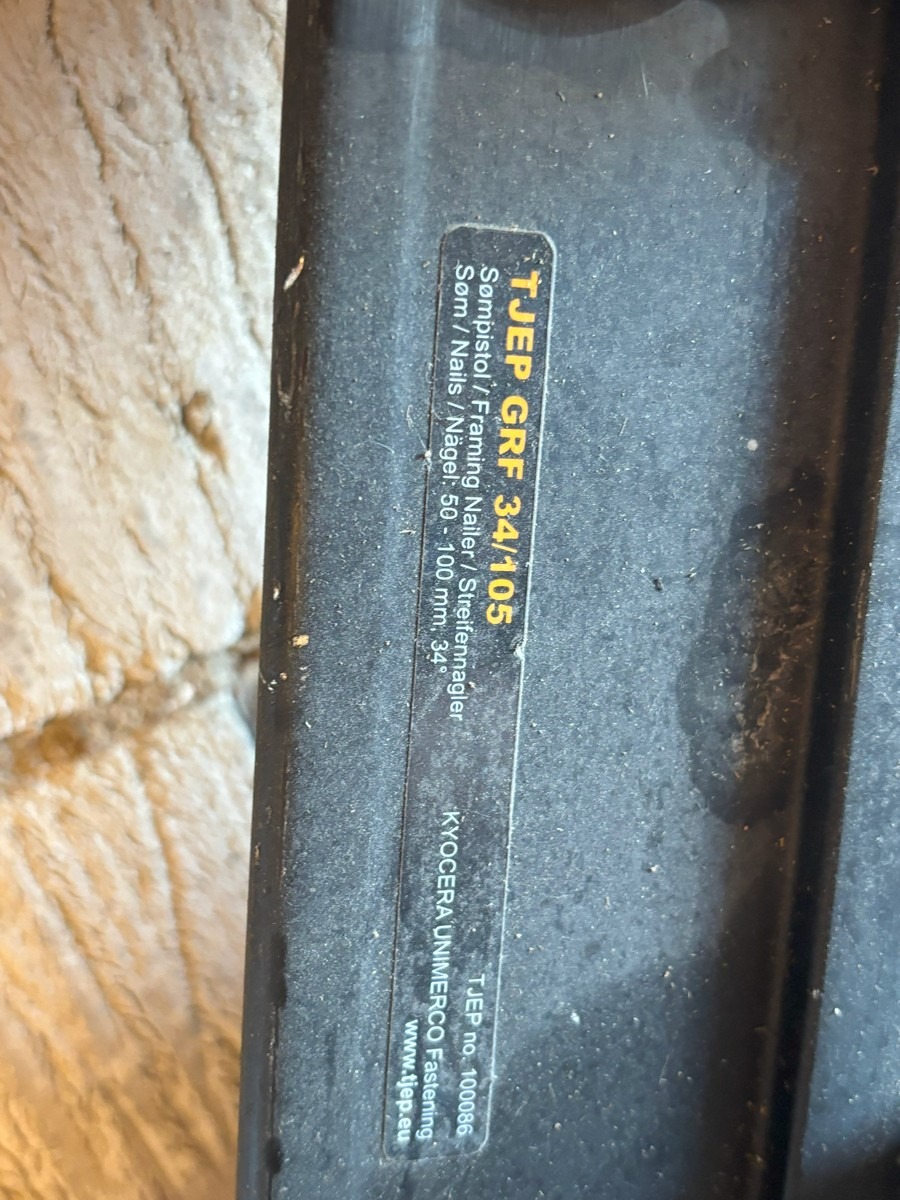 TJEP GRF 34/105
Sømpistol / Framing Nailer / Streifennagler
Søm / Nails / Nägel: 50 - 100 mm, 34°
TJEP no. 100086
KYOCERA UNIMERCO Fastening
www.tjep.eu